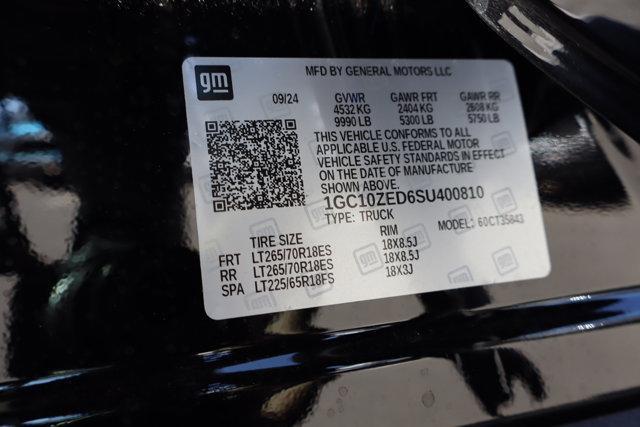 gm
MFD BY GENERAL MOTORS LLC
09/24 GVWR GAWR FRT GAWR RR
4532 KG 2404 KG 2608 KG
9990 LB 5300 LB 5750 LB
THIS VEHICLE CONFORMS TO ALL
APPLICABLE U.S. FEDERAL MOTOR
VEHICLE SAFETY STANDARDS IN EFFECT
ON THE DATE OF MANUFACTURE
SHOWN ABOVE.
1GC10ZED6SU400810
TYPE: TRUCK MODEL: 60CT35843
TIRE SIZE RIM
FRT LT265/70R18ES 18X8.5J
RR LT265/70R18ES 18X8.5J
SPA LT225/65R18FS 18X3J